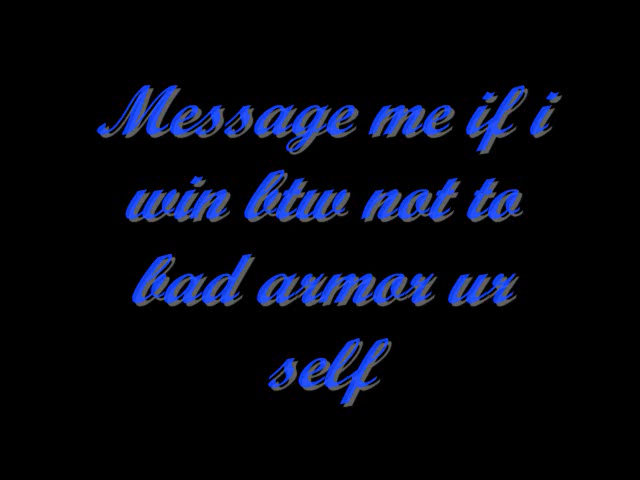 Message me if i
win btw not to
bad armor ur
self